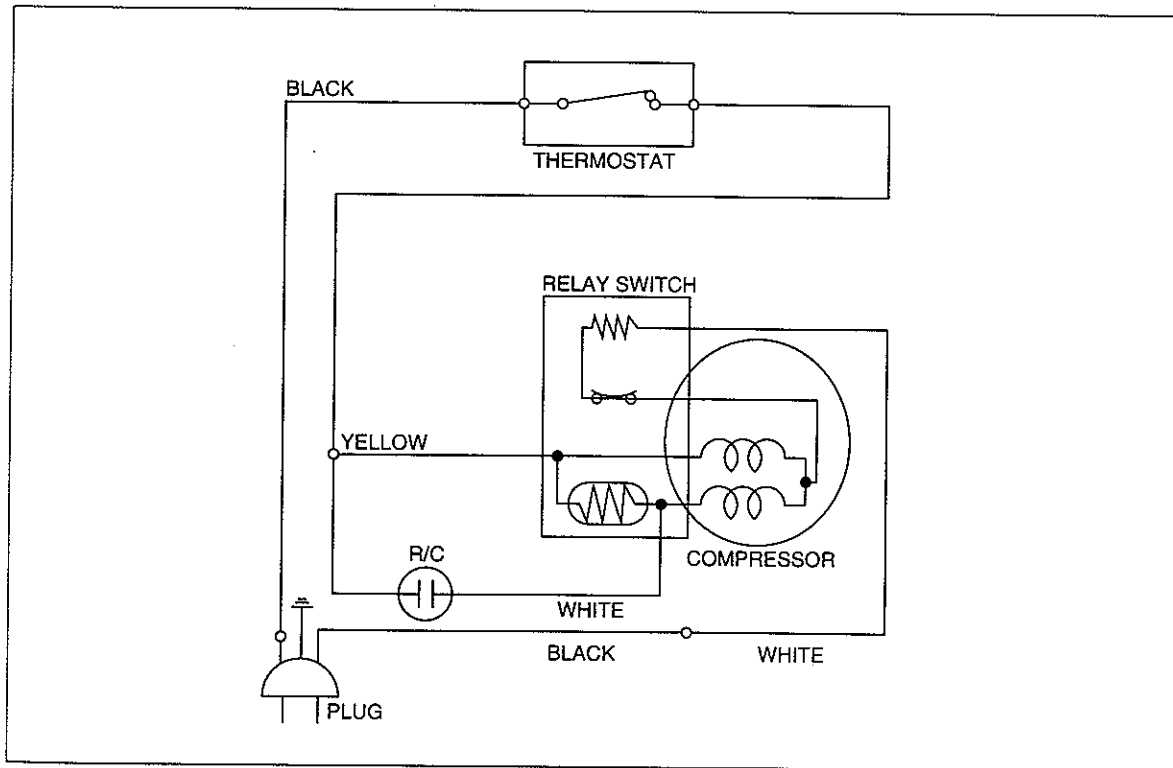 BLACK
THERMOSTAT
RELAY SWITCH
YELLOW
COMPRESSOR
R/C
WHITE
BLACK
WHITE
PLUG